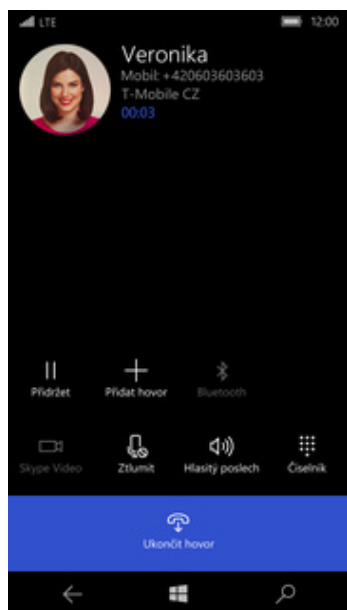 LTE
12:00
Veronika
Mobil: +420603603603
T-Mobile CZ
00:03
Přidržet
Přidat hovor
Bluetooth
Skype Video
Ztlumit
Hlasitý poslech
Číselník
Ukončit hovor